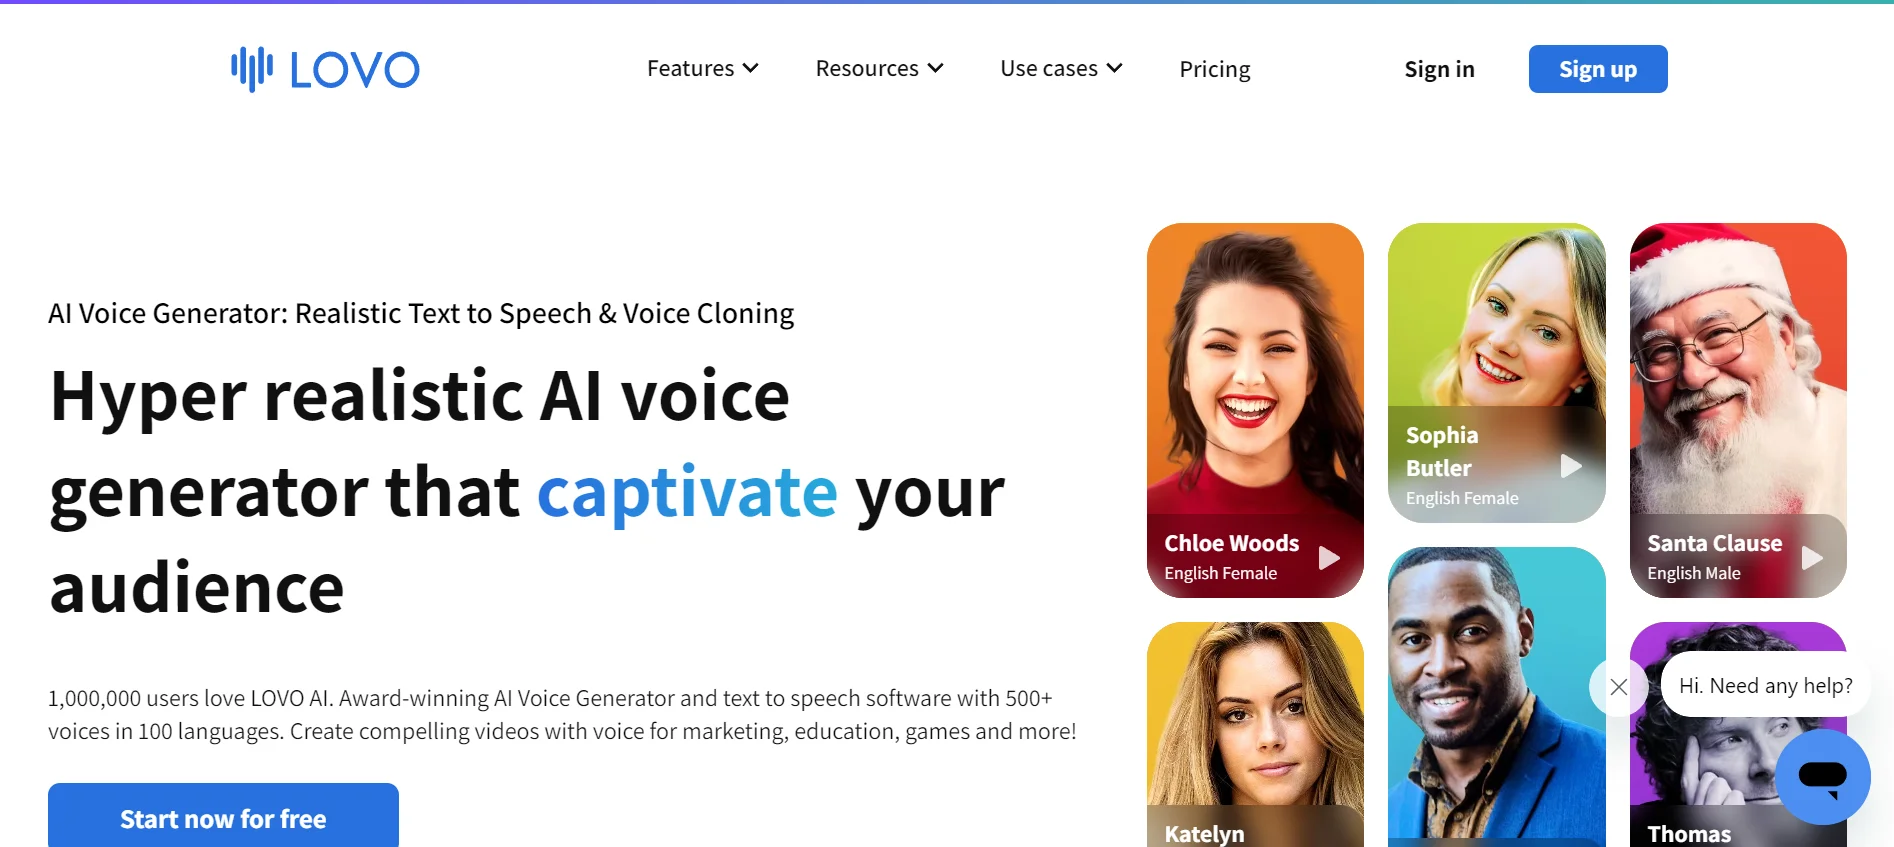 LOVO
Features
Resources
Use cases
Pricing
Sign in
Sign up
AI Voice Generator: Realistic Text to Speech & Voice Cloning
Hyper realistic AI voice
generator that captivate your
audience
1,000,000 users love LOVO AI. Award-winning AI Voice Generator and text to speech software with 500+
voices in 100 languages. Create compelling videos with voice for marketing, education, games and more!
Start now for free
Chloe Woods
English Female
Sophia
Butler
English Female
Santa Clause
English Male
Katelyn
Thomas
Hi. Need any help?